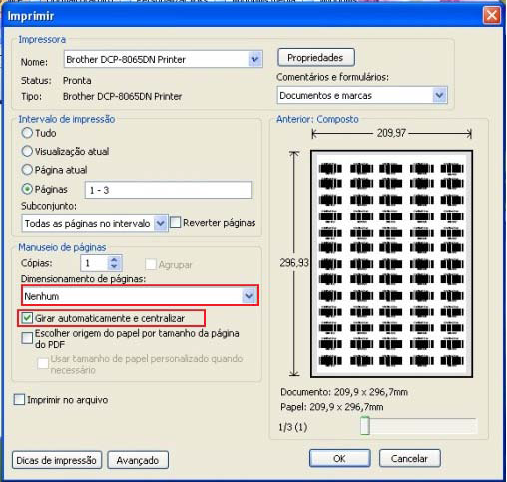 Imprimir
Impressora
Nome: Brother DCP-8065DN Printer
Propriedades
Status: Pronta
Comentários e formulários:
Tipo: Brother DCP-8065DN Printer
Documentos e marcas
Intervalo de impressão
Tudo
Visualização atual
Página atual
Páginas 1 - 3
Subconjunto:
Todas as páginas no intervalo
Reverter páginas
Manuseio de páginas
Cópias: 1
Agrupar
Dimensionamento de páginas:
Nenhum
Girar automaticamente e centralizar
Escolher origem do papel por tamanho da página
do PDF
Usar tamanho de papel personalizado quando
necessário
Imprimir no arquivo
Anterior: Composto
209,97
296,93
Documento: 209,9 x 296,7mm
Papel: 209,9 x 296,7mm
1/3 (1)
Dicas de impressão
Avançado
OK
Cancelar